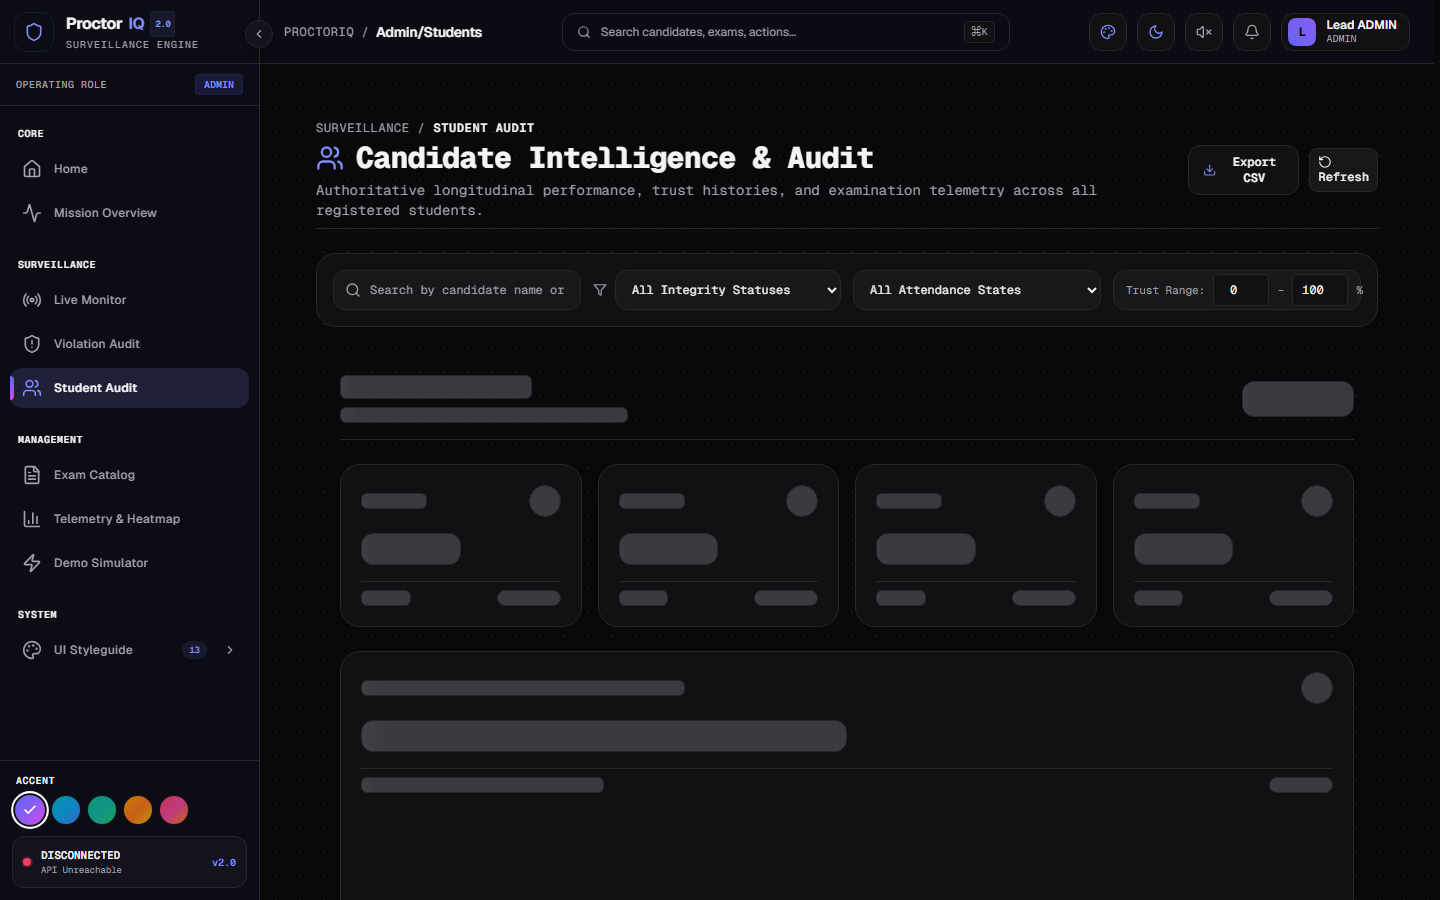 Proctor IQ 2.0
SURVEILLANCE ENGINE
OPERATING ROLE ADMIN
CORE
Home
Mission Overview
SURVEILLANCE
Live Monitor
Violation Audit
Student Audit
MANAGEMENT
Exam Catalog
Telemetry & Heatmap
Demo Simulator
SYSTEM
UI Styleguide 13
ACCENT
DISCONNECTED
API Unreachable
v2.0
PROCTORIQ / Admin/Students
Search candidates, exams, actions... ⌘K
L
Lead ADMIN
ADMIN
SURVEILLANCE / STUDENT AUDIT
Candidate Intelligence & Audit
Authoritative longitudinal performance, trust histories, and examination telemetry across all
registered students.
Export
CSV
Refresh
Search by candidate name or
All Integrity Statuses
All Attendance States
Trust Range: 0 – 100 %